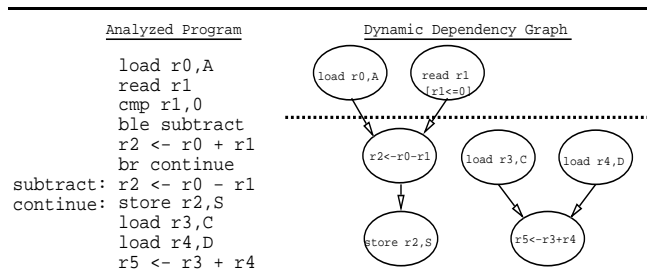 Analyzed Program
load r0,A
read r1
cmp r1,0
ble subtract
r2 <- r0 + r1
br continue
subtract: r2 <- r0 - r1
continue: store r2,S
load r3,C
load r4,D
r5 <- r3 + r4
Dynamic Dependency Graph
load r0,A
read r1
[r1<=0]
r2<-r0-r1
load r3,C
load r4,D
store r2,S
r5<-r3+r4